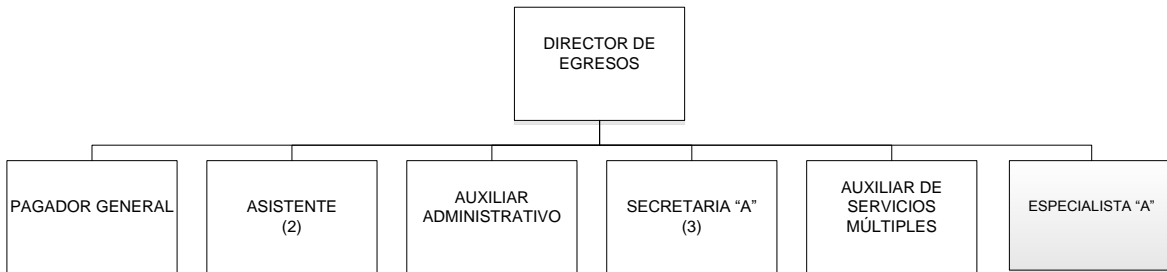 DIRECTOR DE
EGRESOS
PAGADOR GENERAL
ASISTENTE
(2)
AUXILIAR
ADMINISTRATIVO
SECRETARIA “A”
(3)
AUXILIAR DE
SERVICIOS
MÚLTIPLES
ESPECIALISTA “A”